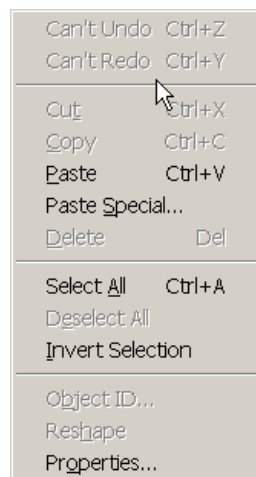 Can't Undo Ctrl+Z
Can't Redo Ctrl+Y
Cut Ctrl+X
Copy Ctrl+C
Paste Ctrl+V
Paste Special...
Delete Del
Select All Ctrl+A
Deselect All
Invert Selection
Object ID...
Reshape
Properties...